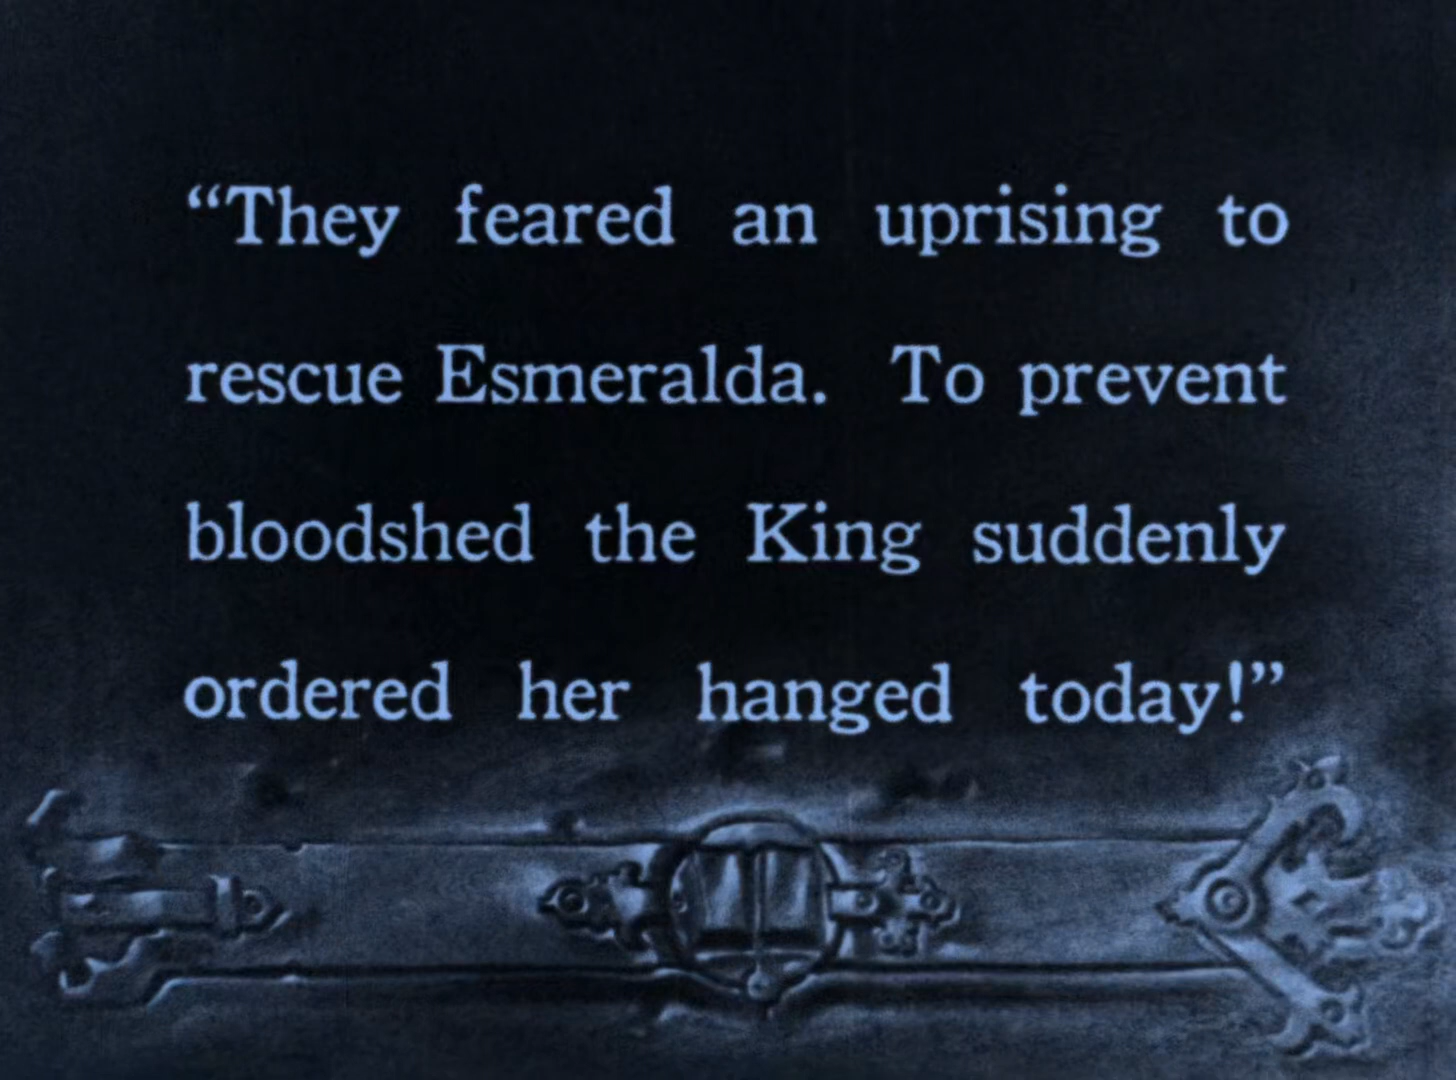 “They feared an uprising to
rescue Esmeralda. To prevent
bloodshed the King suddenly
ordered her hanged today!”